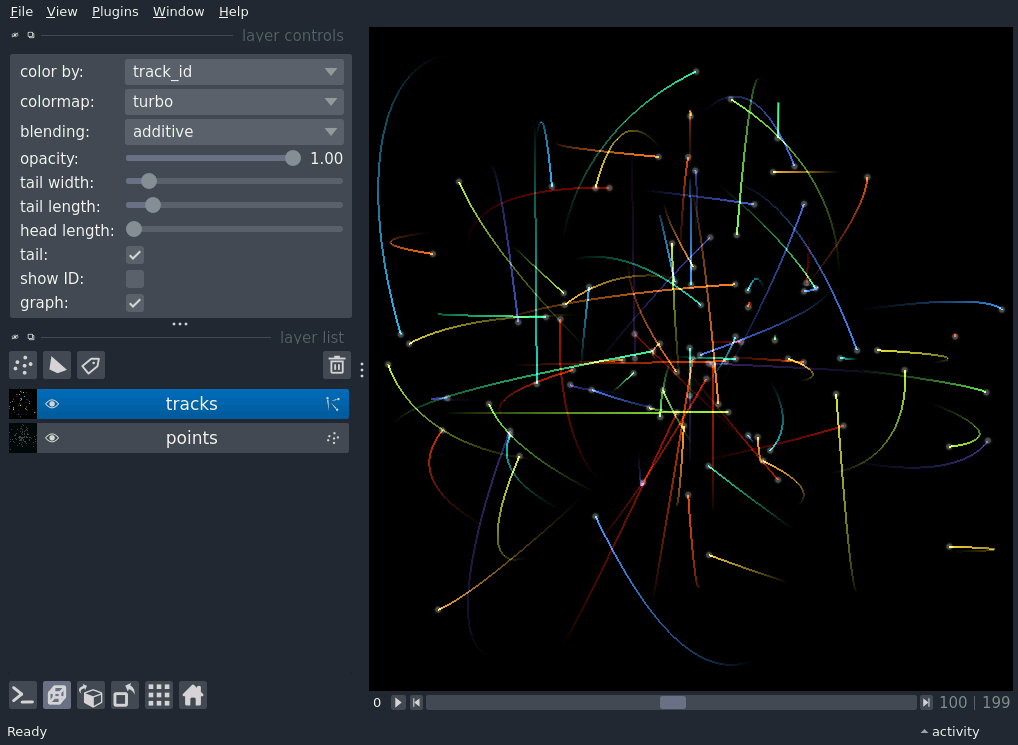 File View Plugins Window Help
layer controls
color by: track_id
colormap: turbo
blending: additive
opacity: 1.00
tail width:
tail length:
head length:
tail:
show ID:
graph:
layer list
tracks
points
0 100 199
Ready activity